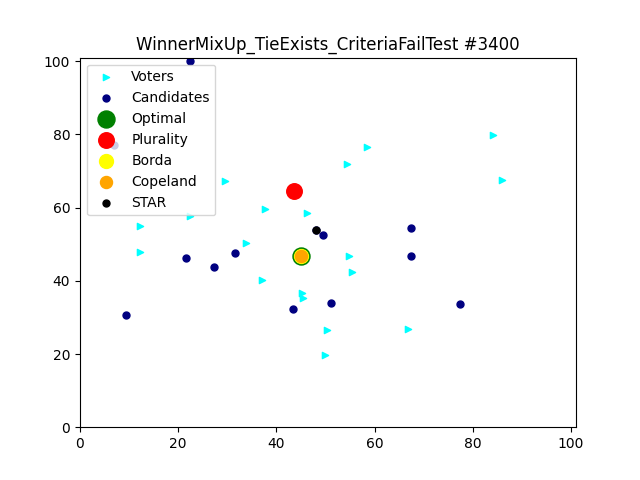 WinnerMixUp_TieExists_CriteriaFailTest #3400
100
80
60
40
20
0
Voters
Candidates
Optimal
Plurality
Borda
Copeland
STAR
0 20 40 60 80 100